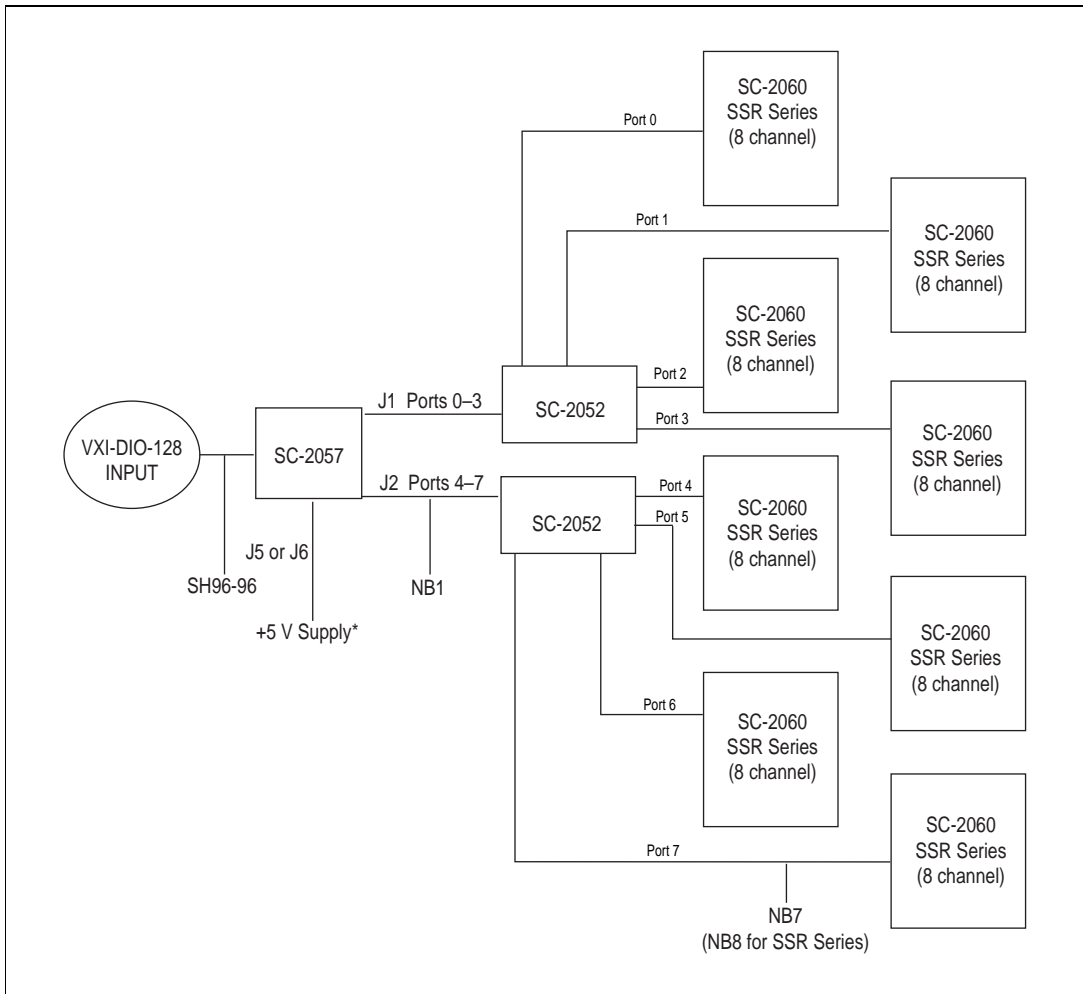 SC-2060
SSR Series
(8 channel)
Port 0
Port 1
SC-2060
SSR Series
(8 channel)
SC-2060
SSR Series
(8 channel)
Port 2
J1 Ports 0–3
SC-2052
Port 3
SC-2060
SSR Series
(8 channel)
VXI-DIO-128
INPUT
SC-2057
J2 Ports 4–7
SC-2052
Port 4
Port 5
SC-2060
SSR Series
(8 channel)
J5 or J6
SH96-96
NB1
+5 V Supply*
SC-2060
SSR Series
(8 channel)
Port 6
SC-2060
SSR Series
(8 channel)
Port 7
SC-2060
SSR Series
(8 channel)
NB7
(NB8 for SSR Series)